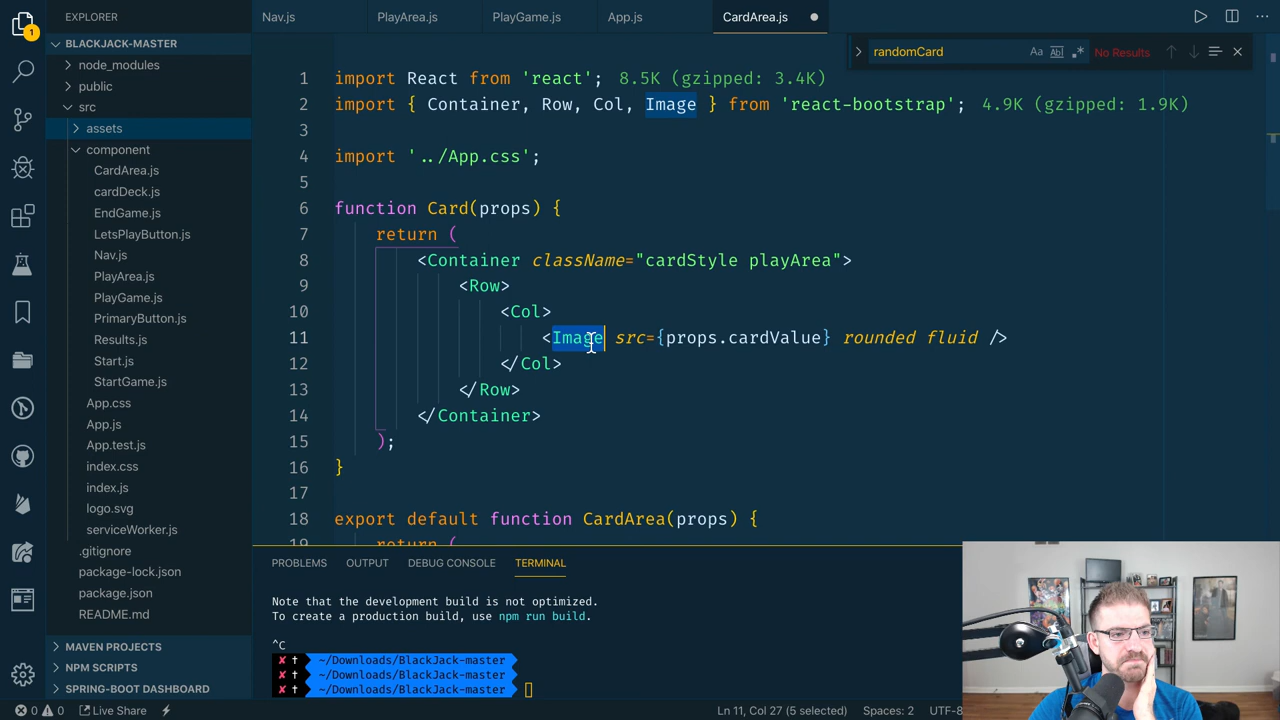 EXPLORER
Nav.js
PlayArea.js
PlayGame.js
App.js
CardArea.js
1
BLACKJACK-MASTER
node_modules
public
src
assets
component
CardArea.js
cardDeck.js
EndGame.js
LetsPlayButton.js
Nav.js
PlayArea.js
PlayGame.js
PrimaryButton.js
Results.js
Start.js
StartGame.js
App.css
App.js
App.test.js
index.css
index.js
logo.svg
serviceWorker.js
.gitignore
package-lock.json
package.json
README.md
MAVEN PROJECTS
NPM SCRIPTS
SPRING-BOOT DASHBOARD
randomCard
Aa
Abl
.*
No Results
1 import React from 'react'; 8.5K (gzipped: 3.4K)
2 import { Container, Row, Col, Image } from 'react-bootstrap'; 4.9K (gzipped: 1.9K)
3
4 import '../App.css';
5
6 function Card(props) {
7 return (
8 <Container className="cardStyle playArea">
9 <Row>
10 <Col>
11 <Image src={props.cardValue} rounded fluid />
12 </Col>
13 </Row>
14 </Container>
15 );
16 }
17
18 export default function CardArea(props) {
19 return (
PROBLEMS
OUTPUT
DEBUG CONSOLE
TERMINAL
Note that the development build is not optimized.
To create a production build, use npm run build.
^C
✘ † ~/Downloads/BlackJack-master
✘ † ~/Downloads/BlackJack-master
✘ † ~/Downloads/BlackJack-master
0
0
Live Share
Ln 11, Col 27 (5 selected)
Spaces: 2
UTF-8